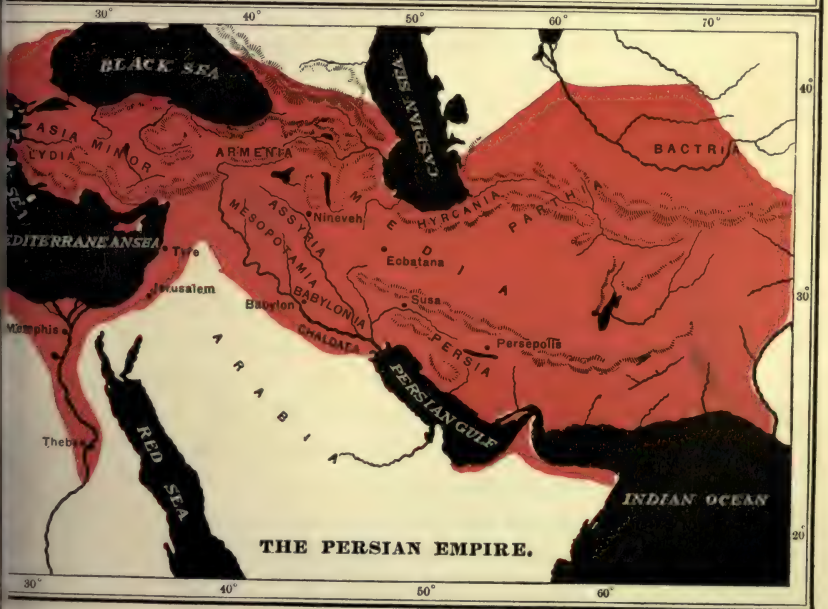 30°
40°
50°
60°
70°
BLACK SEA
CASPIAN SEA
40°
ASIA MINOR
LYDIA
ARMENIA
BACTRIA
SEA
MEDITERRANEAN SEA
ASSYRIA
MESOPOTAMIA
Nineveh
MEDIA
HYRCANIA
PARTHIA
Tyre
Ecbatana
Jerusalem
Babylon
BABYLONIA
Susa
30°
Memphis
CHALDAEA
PERSIA
Persepolis
ARABIA
PERSIAN GULF
Thebes
RED SEA
INDIAN OCEAN
THE PERSIAN EMPIRE.
20°
30°
40°
50°
60°